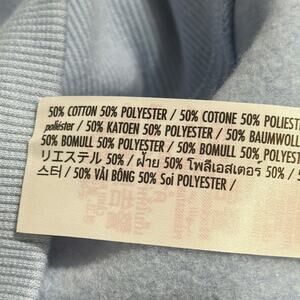 50% COTTON 50% POLYESTER / 50% COTONE 50% POLIESTE
poliéster / 50% KATOEN 50% POLYESTER / 50% BAUMWOLL
50% BOMULL 50% POLYESTER / 50% BOMULL 50% POLYES
リエステル 50% / ฝ้าย 50% โพลีเอสเตอร์ 50% /
스터 / 50% VẢI BÔNG 50% Sợi POLYESTER /